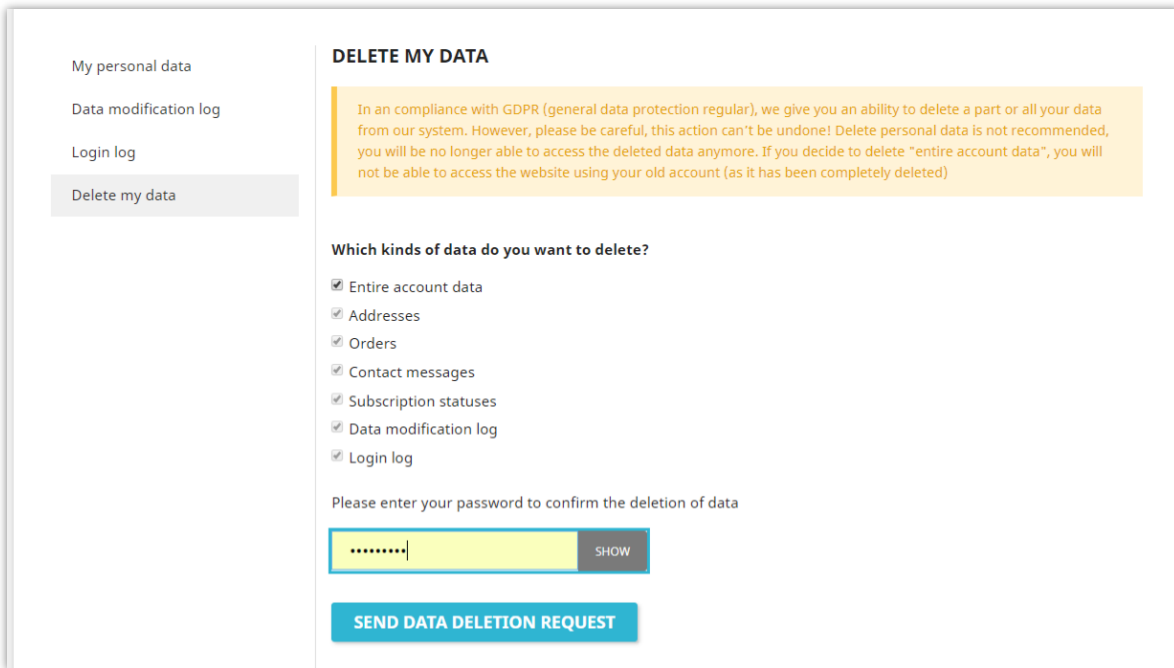 My personal data
Data modification log
Login log
Delete my data
DELETE MY DATA
In an compliance with GDPR (general data protection regular), we give you an ability to delete a part or all your data
from our system. However, please be careful, this action can't be undone! Delete personal data is not recommended,
you will be no longer able to access the deleted data anymore. If you decide to delete "entire account data", you will
not be able to access the website using your old account (as it has been completely deleted)
Which kinds of data do you want to delete?
Entire account data
Addresses
Orders
Contact messages
Subscription statuses
Data modification log
Login log
Please enter your password to confirm the deletion of data
•••••••••
SHOW
SEND DATA DELETION REQUEST